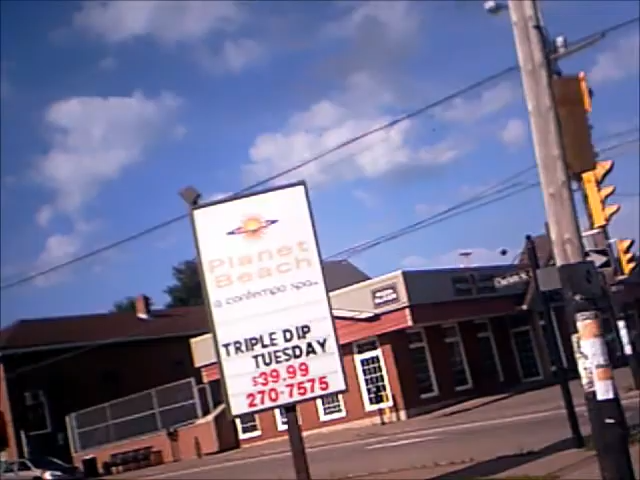 Planet
Beach
a contempo spa
TRIPLE DIP
TUESDAY
$39.99
270-7575